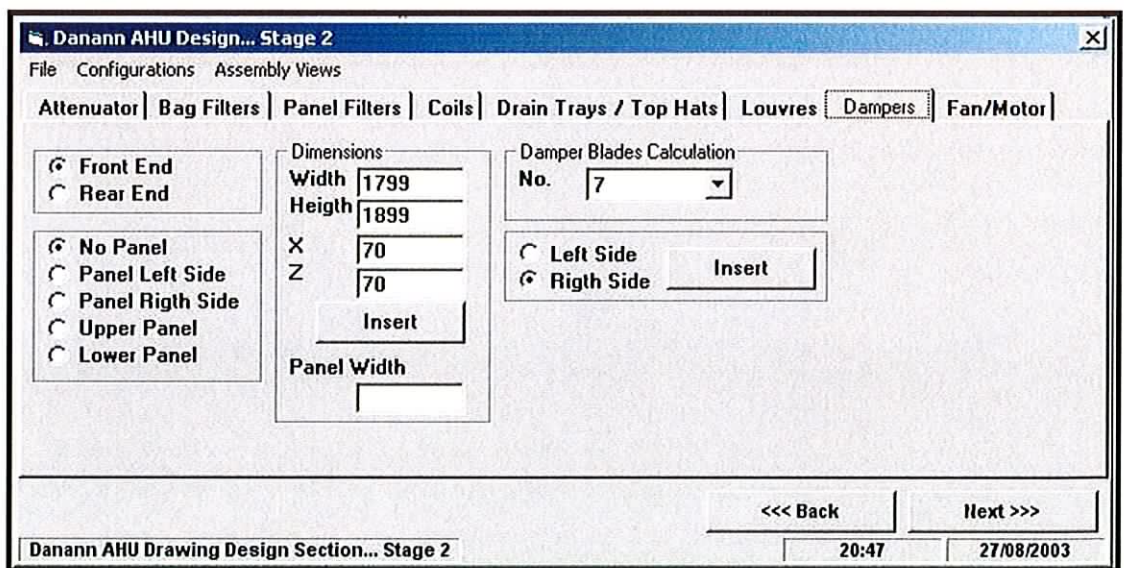 Danann AHU Design... Stage 2
File Configurations Assembly Views
Attenuator Bag Filters Panel Filters Coils Drain Trays / Top Hats Louvres Dampers Fan/Motor
Front End
Rear End
No Panel
Panel Left Side
Panel Rigth Side
Upper Panel
Lower Panel
Dimensions
Width 1799
Heigth 1899
X 70
Z 70
Insert
Panel Width
Damper Blades Calculation
No. 7
Left Side
Rigth Side
Insert
<<< Back Next >>>
Danann AHU Drawing Design Section... Stage 2 20:47 27/08/2003